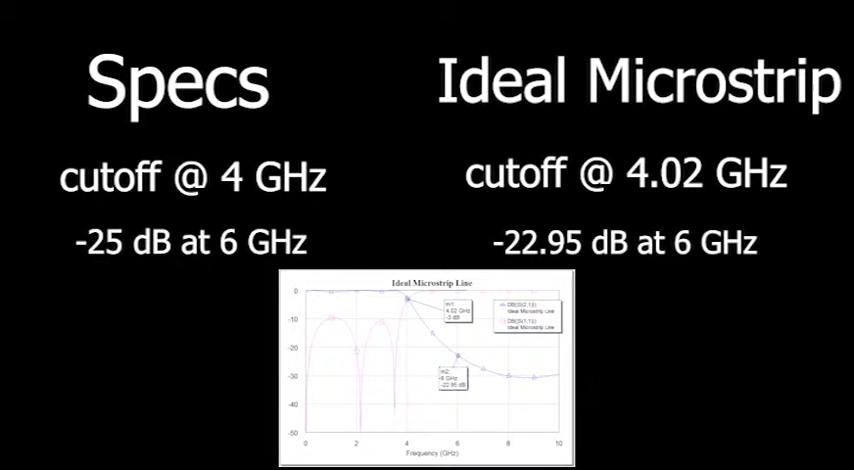 Specs
Ideal Microstrip
cutoff @ 4 GHz
cutoff @ 4.02 GHz
-25 dB at 6 GHz
-22.95 dB at 6 GHz
Ideal Microstrip Line
0
-10
-20
-30
-40
-50
m1:
4.02 GHz
-3 dB
DB(|S(2,1)|)
Ideal Microstrip Line
DB(|S(1,1)|)
Ideal Microstrip Line
m2:
6 GHz
-22.95 dB
0
2
4
6
8
10
Frequency (GHz)